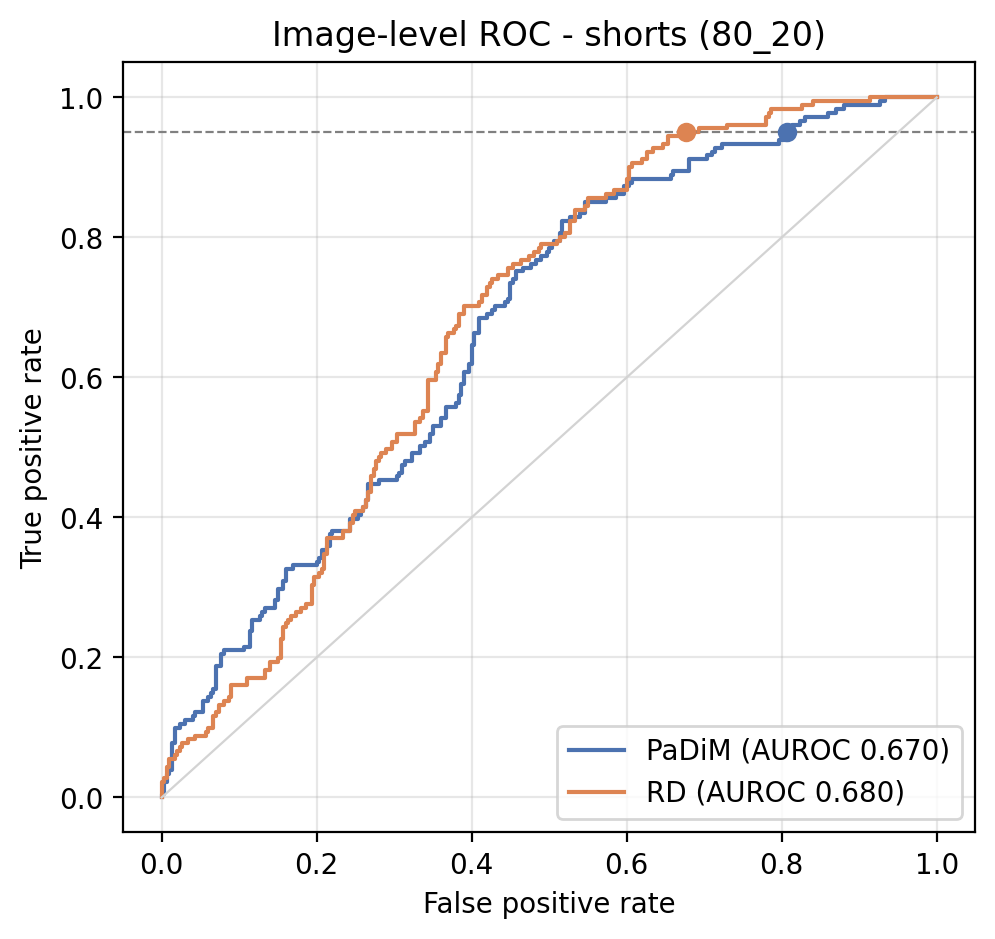 Image-level ROC - shorts (80_20)
True positive rate
1.0
0.8
0.6
0.4
0.2
0.0
0.0 0.2 0.4 0.6 0.8 1.0
False positive rate
PaDiM (AUROC 0.670)
RD (AUROC 0.680)